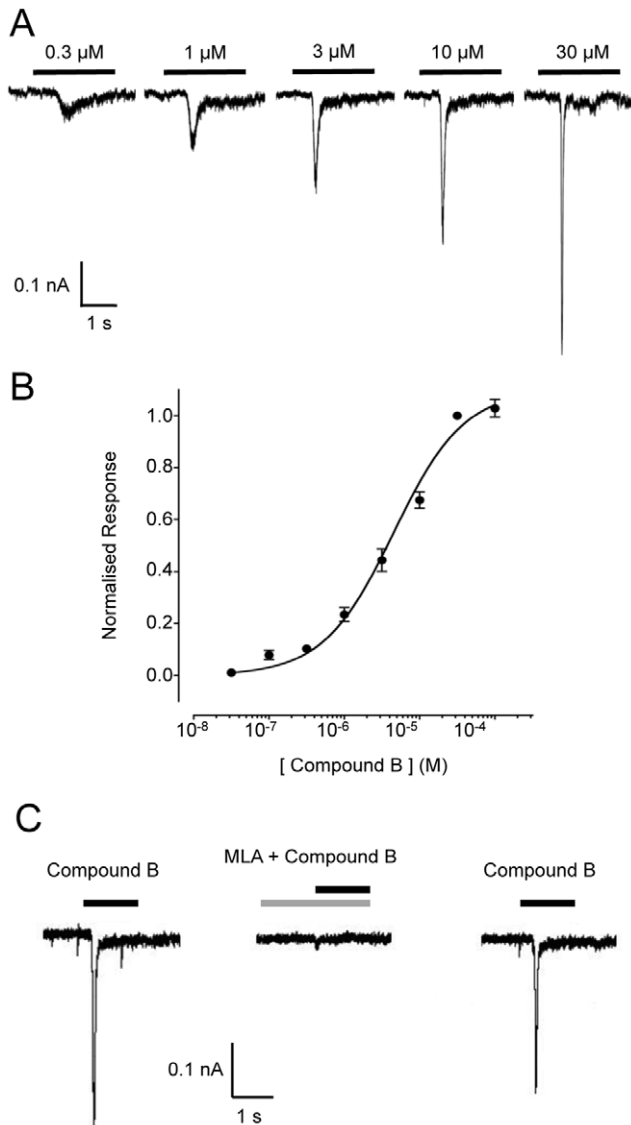 A
0.3 µM 1 µM 3 µM 10 µM 30 µM
0.1 nA
1 s
B
Normalised Response
1.0
0.8
0.6
0.4
0.2
0.0
10-8 10-7 10-6 10-5 10-4
[ Compound B ] (M)
C
Compound B MLA + Compound B Compound B
0.1 nA
1 s